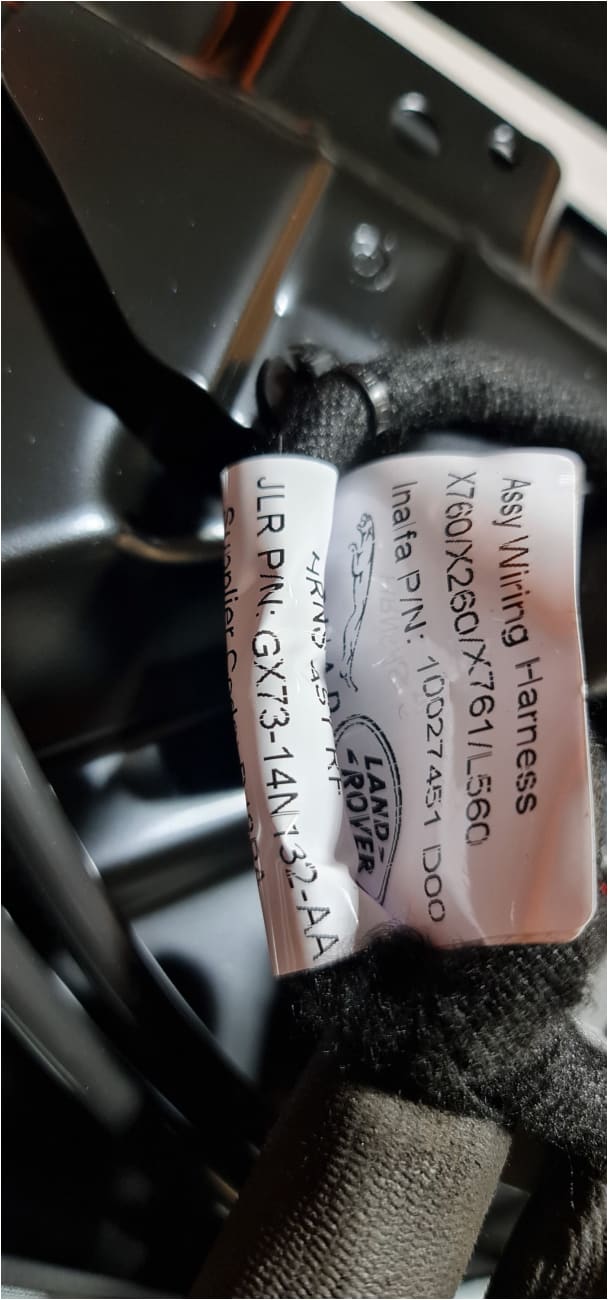 Assy Wiring Harness
X760/X260/X761/L560
Inalfa P/N: 10027451 D00
LAND-
-ROVER
JLR P/N: GX73-14N132-AA